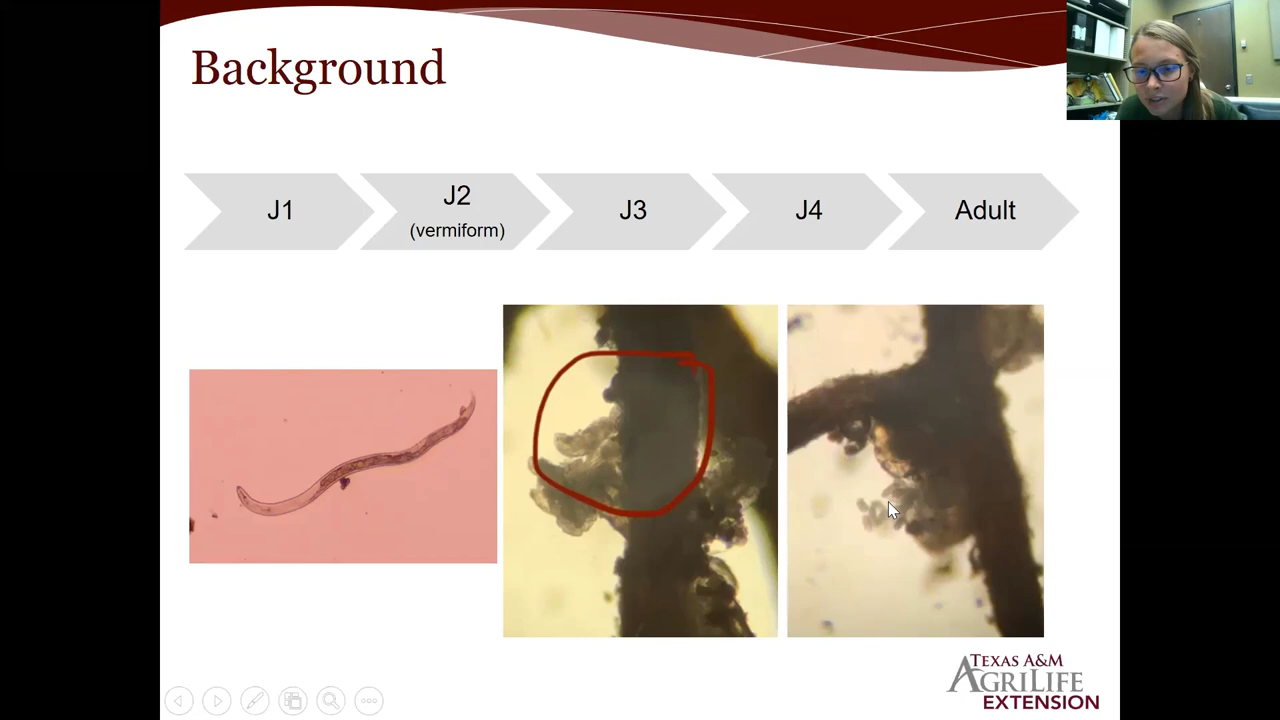 Background
J1
J2
(vermiform)
J3
J4
Adult
TEXAS A&M
AGRILIFE
EXTENSION